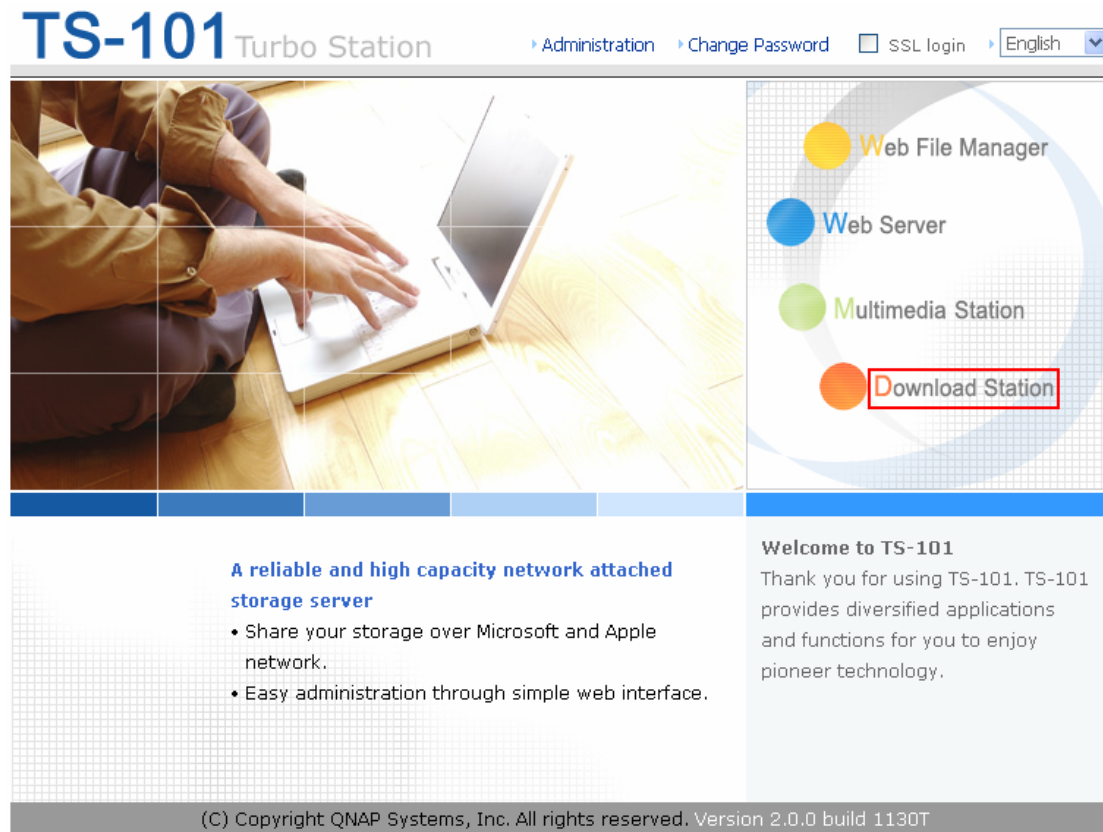 TS-101 Turbo Station
Administration Change Password SSL login English
Web File Manager
Web Server
Multimedia Station
Download Station
A reliable and high capacity network attached
storage server
• Share your storage over Microsoft and Apple
network.
• Easy administration through simple web interface.
Welcome to TS-101
Thank you for using TS-101. TS-101
provides diversified applications
and functions for you to enjoy
pioneer technology.
(C) Copyright QNAP Systems, Inc. All rights reserved. Version 2.0.0 build 1130T